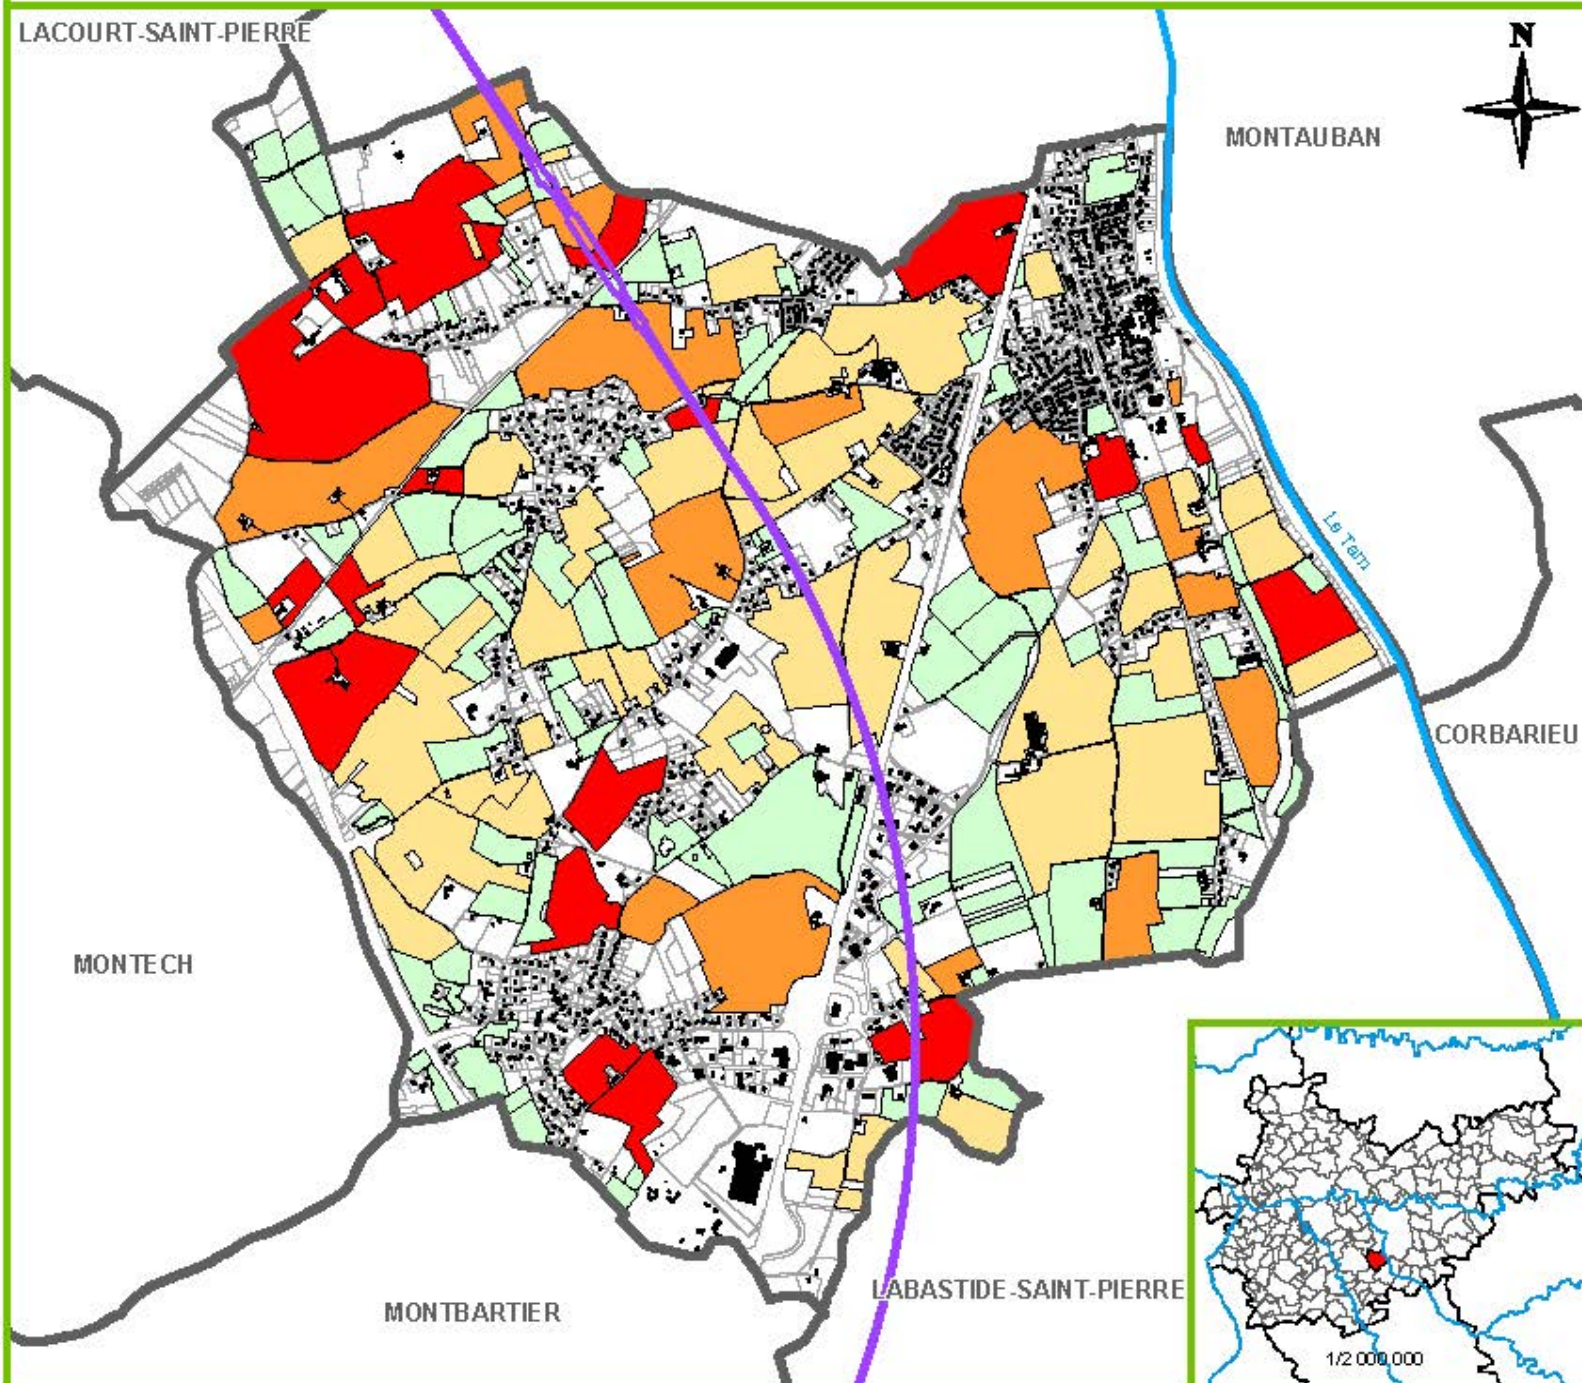 LACOURT-SAINT-PIERRE
N
MONTAUBAN
Le Tarn
CORBARIEU
MONTECH
LABASTIDE-SAINT-PIERRE
MONTBARTIER
1/2 000 000